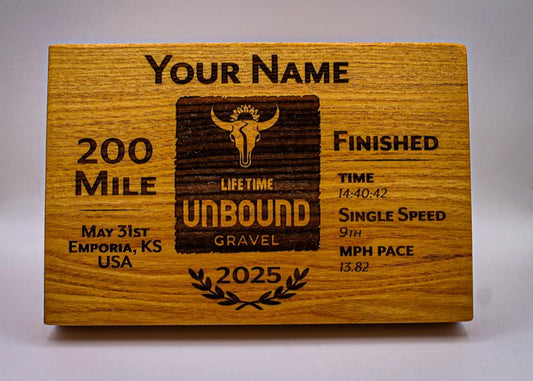 Your Name
200
Mile
May 31st
Emporia, KS
USA
LIFE TIME
UNBOUND
GRAVEL
2025
Finished
Time
14:40:42
Single Speed
9th
MPH Pace
13.82